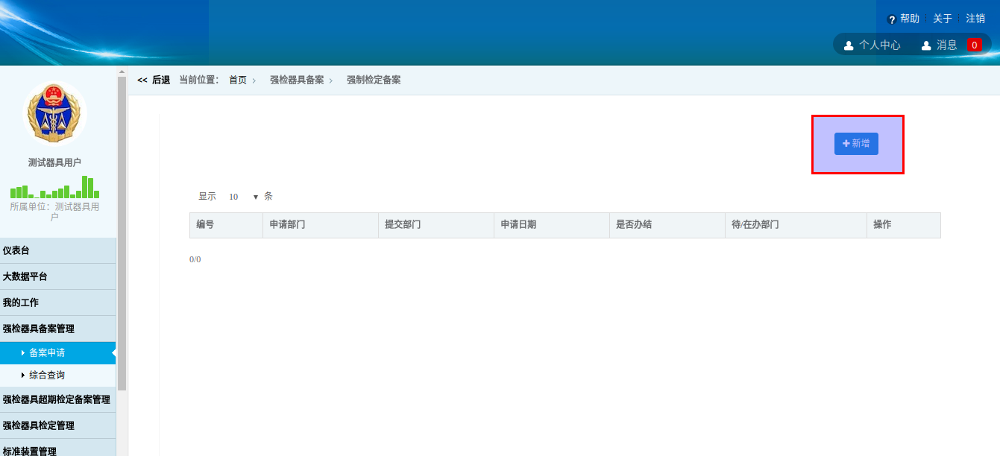 帮助 关于 注销
个人中心 消息 0
<< 后退 当前位置： 首页 强检器具备案 强制检定备案
测试器具用户
所属单位：测试器具用
户
仪表台
大数据平台
我的工作
强检器具备案管理
备案申请
综合查询
强检器具超期检定备案管理
强检器具检定管理
标准装置管理
新增
显示 10 条
编号 申请部门 提交部门 申请日期 是否办结 待/在办部门 操作
0/0